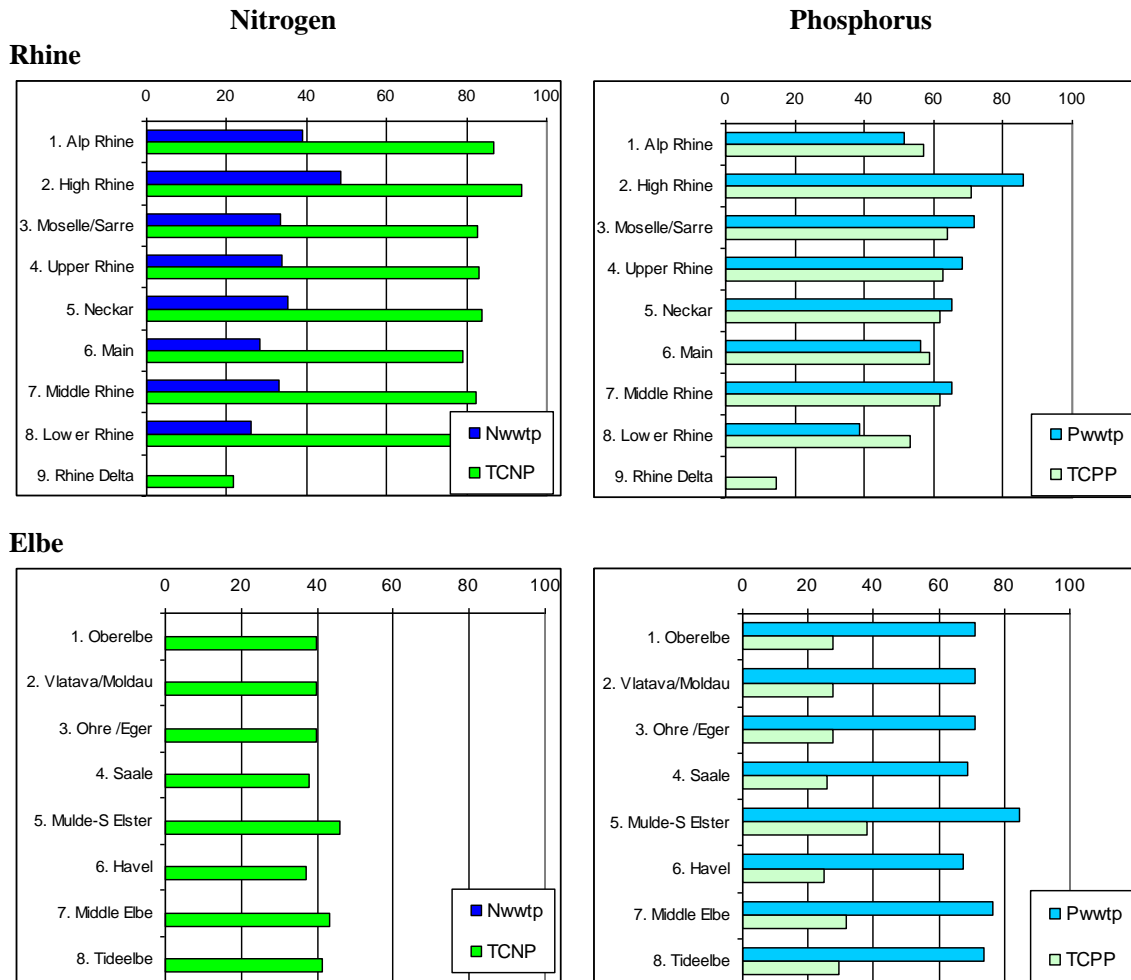 Nitrogen
Phosphorus
Rhine
0 20 40 60 80 100
1. Alp Rhine
2. High Rhine
3. Moselle/Sarre
4. Upper Rhine
5. Neckar
6. Main
7. Middle Rhine
8. Lower Rhine
9. Rhine Delta
Nwwtp
TCNP
0 20 40 60 80 100
1. Alp Rhine
2. High Rhine
3. Moselle/Sarre
4. Upper Rhine
5. Neckar
6. Main
7. Middle Rhine
8. Lower Rhine
9. Rhine Delta
Pwwtp
TCPP
Elbe
0 20 40 60 80 100
1. Oberelbe
2. Vlatava/Moldau
3. Ohre /Eger
4. Saale
5. Mulde-S Elster
6. Havel
7. Middle Elbe
8. Tideelbe
Nwwtp
TCNP
0 20 40 60 80 100
1. Oberelbe
2. Vlatava/Moldau
3. Ohre /Eger
4. Saale
5. Mulde-S Elster
6. Havel
7. Middle Elbe
8. Tideelbe
Pwwtp
TCPP